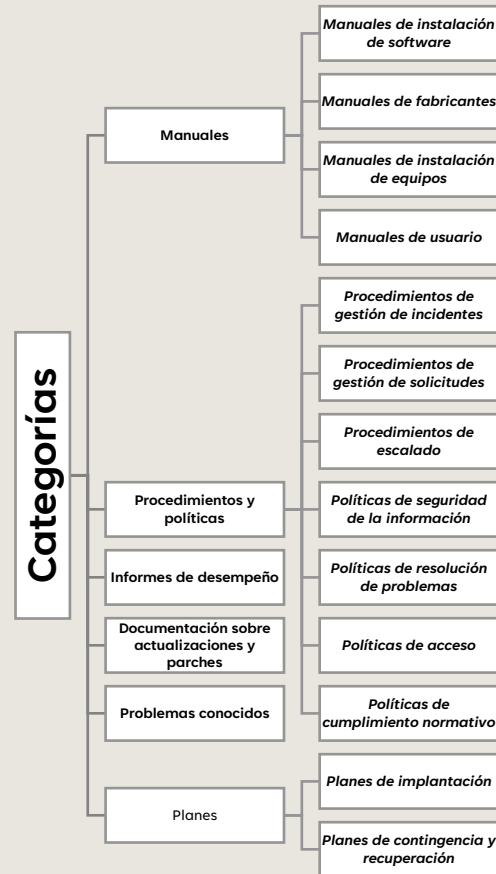 Categorías
Manuales
Manuales de instalación
de software
Manuales de fabricantes
Manuales de instalación
de equipos
Manuales de usuario
Procedimientos y
políticas
Procedimientos de
gestión de incidentes
Procedimientos de
gestión de solicitudes
Procedimientos de
escalado
Políticas de seguridad
de la información
Políticas de resolución
de problemas
Políticas de acceso
Políticas de
cumplimiento normativo
Informes de desempeño
Documentación sobre
actualizaciones y
parches
Problemas conocidos
Planes
Planes de implantación
Planes de contingencia y
recuperación